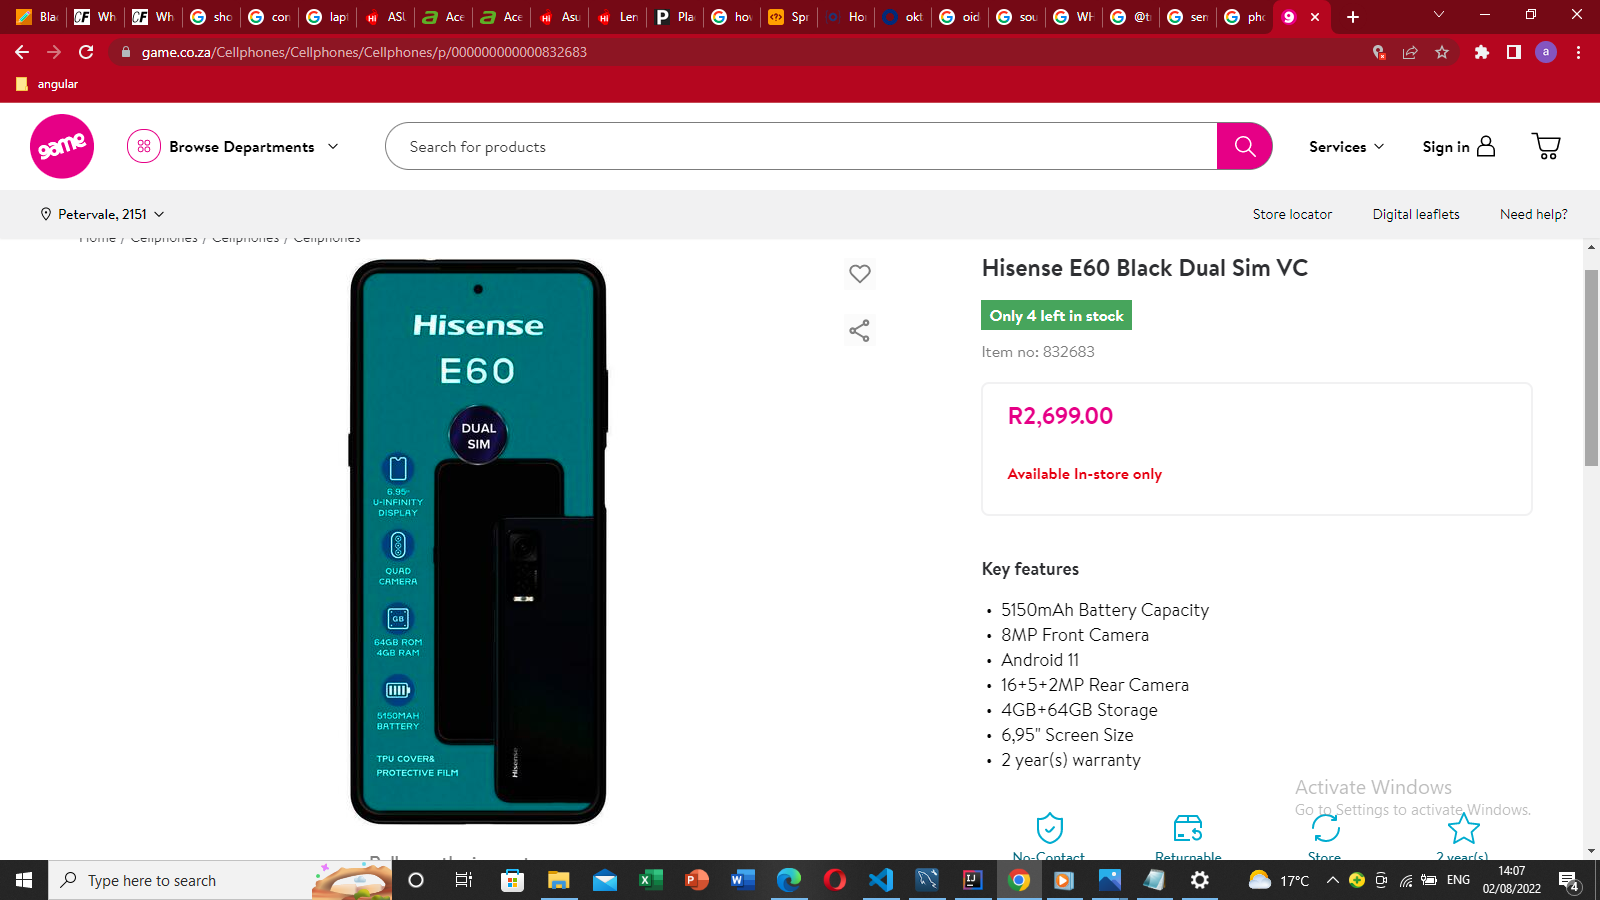 Blac
Wh
Wh
sho
con
lapt
ASU
Ace
Ace
Asu
Len
Plac
how
Spr
Hor
okt
oid
sou
WH
@tr
sen
pho
game.co.za/Cellphones/Cellphones/Cellphones/p/000000000000832683
a
angular
game
Browse Departments
Search for products
Services
Sign in
Petervale, 2151
Store locator
Digital leaflets
Need help?
Home / Cellphones / Cellphones / Cellphones
Hisense
E60
DUAL
SIM
6.95"
U-INFINITY
DISPLAY
QUAD
CAMERA
GB
64GB ROM
4GB RAM
5150MAH
BATTERY
TPU COVER&
PROTECTIVE FILM
Hisense
Hisense E60 Black Dual Sim VC
Only 4 left in stock
Item no: 832683
R2,699.00
Available In-store only
Key features
• 5150mAh Battery Capacity
• 8MP Front Camera
• Android 11
• 16+5+2MP Rear Camera
• 4GB+64GB Storage
• 6,95" Screen Size
• 2 year(s) warranty
Activate Windows
Go to Settings to activate Windows.
No-Contact
Returnable
Store
2 year(s)
Type here to search
17°C
ENG
14:07
02/08/2022
4